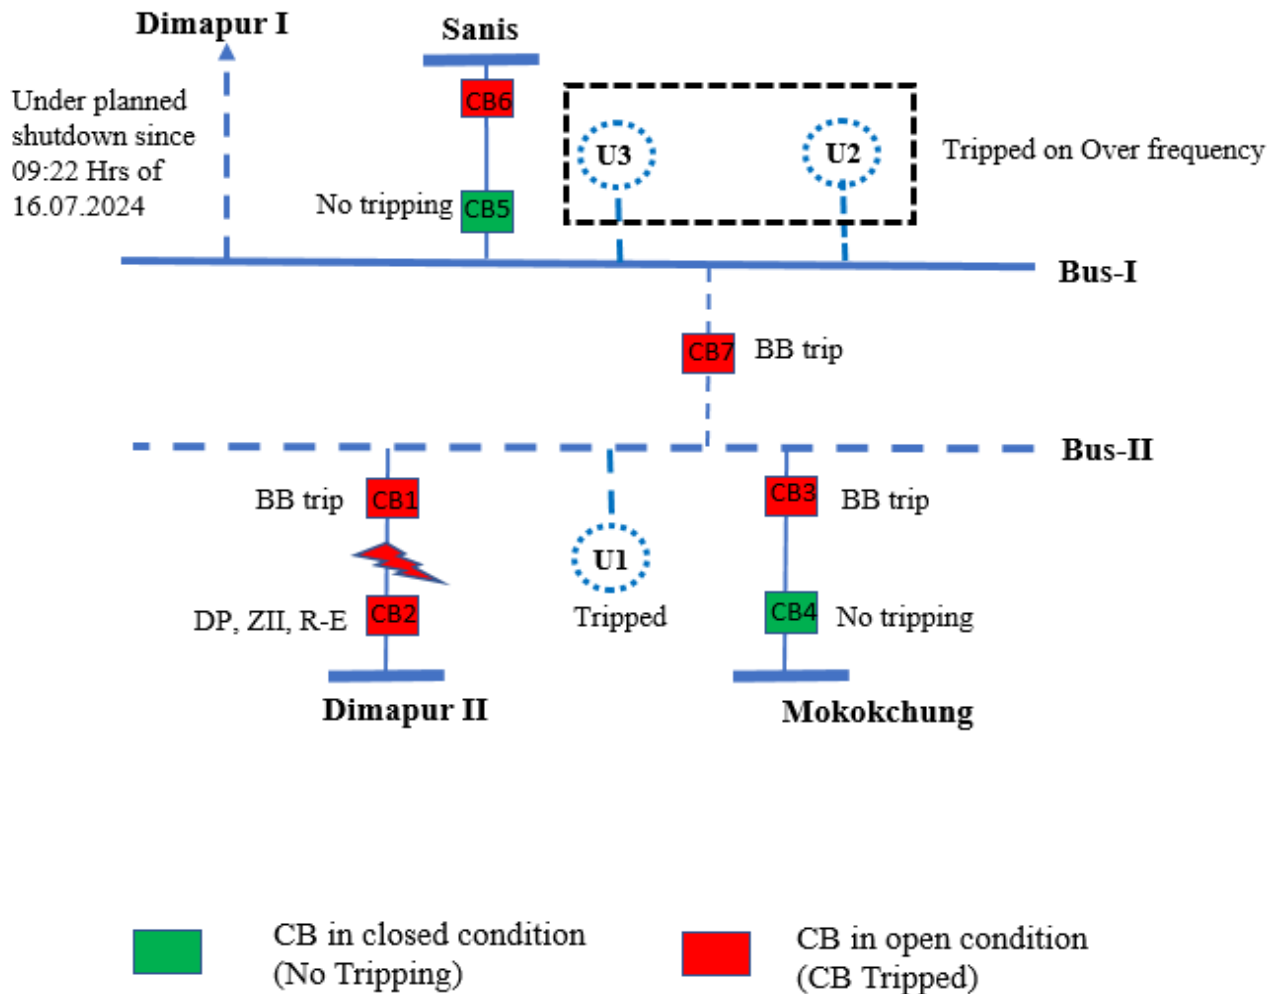 Dimapur I
Sanis
Under planned
shutdown since
09:22 Hrs of
16.07.2024
CB6
U3
U2
Tripped on Over frequency
No tripping
CB5
Bus-I
CB7
BB trip
Bus-II
BB trip
CB1
CB3
BB trip
U1
DP, ZII, R-E
CB2
Tripped
CB4
No tripping
Dimapur II
Mokokchung
CB in closed condition
(No Tripping)
CB in open condition
(CB Tripped)